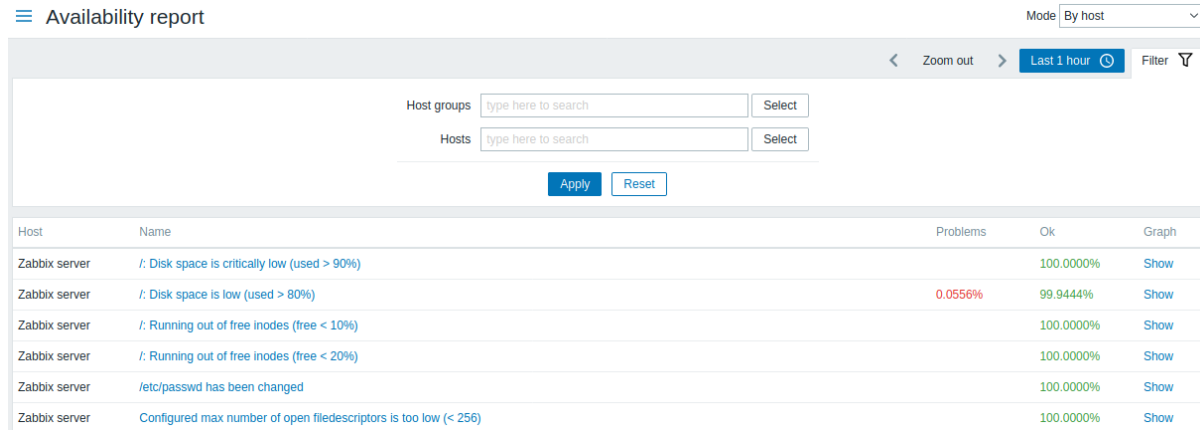 Availability report
Mode By host
Zoom out Last 1 hour Filter
Host groups type here to search Select
Hosts type here to search Select
Apply Reset
Host Name Problems Ok Graph
Zabbix server /: Disk space is critically low (used > 90%) 100.0000% Show
Zabbix server /: Disk space is low (used > 80%) 0.0556% 99.9444% Show
Zabbix server /: Running out of free inodes (free < 10%) 100.0000% Show
Zabbix server /: Running out of free inodes (free < 20%) 100.0000% Show
Zabbix server /etc/passwd has been changed 100.0000% Show
Zabbix server Configured max number of open filedescriptors is too low (< 256) 100.0000% Show